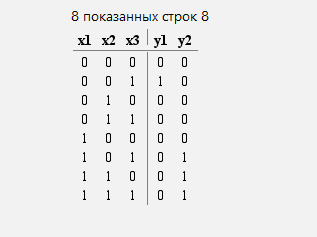 8 показанных строк 8
x1 x2 x3 y1 y2
0 0 0 0 0
0 0 1 1 0
0 1 0 0 0
0 1 1 0 0
1 0 0 0 0
1 0 1 0 1
1 1 0 0 1
1 1 1 0 1